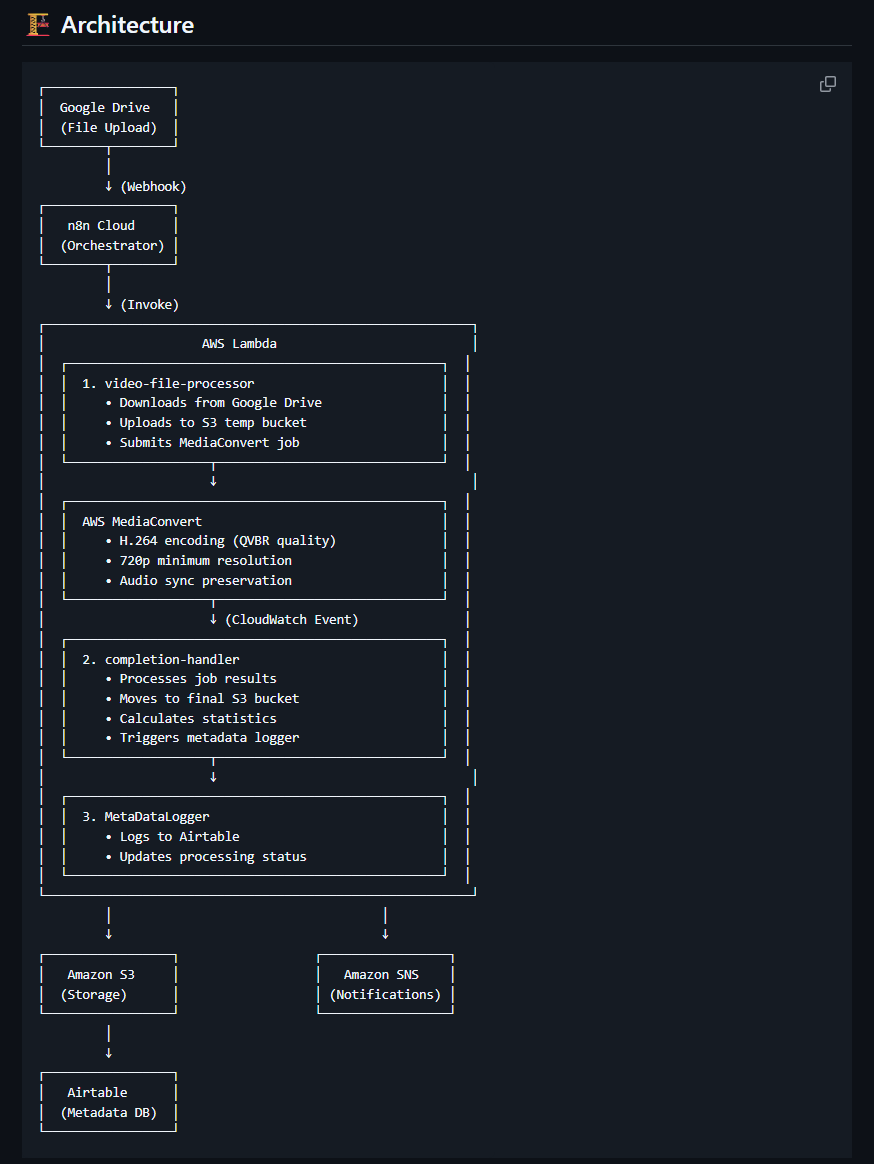 Architecture
Google Drive
(File Upload)
↓ (Webhook)
n8n Cloud
(Orchestrator)
↓ (Invoke)
AWS Lambda
1. video-file-processor
• Downloads from Google Drive
• Uploads to S3 temp bucket
• Submits MediaConvert job
↓
AWS MediaConvert
• H.264 encoding (QVBR quality)
• 720p minimum resolution
• Audio sync preservation
↓ (CloudWatch Event)
2. completion-handler
• Processes job results
• Moves to final S3 bucket
• Calculates statistics
• Triggers metadata logger
↓
3. MetaDataLogger
• Logs to Airtable
• Updates processing status
↓ ↓
Amazon S3 Amazon SNS
(Storage) (Notifications)
↓
Airtable
(Metadata DB)